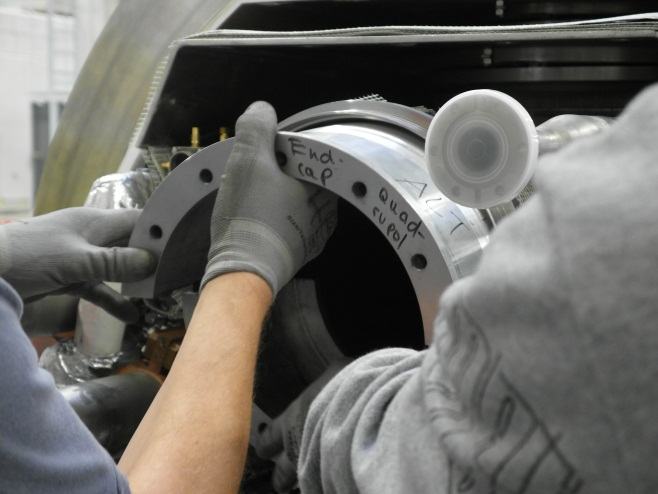 End-
cap
Quad-
rupol
ALT